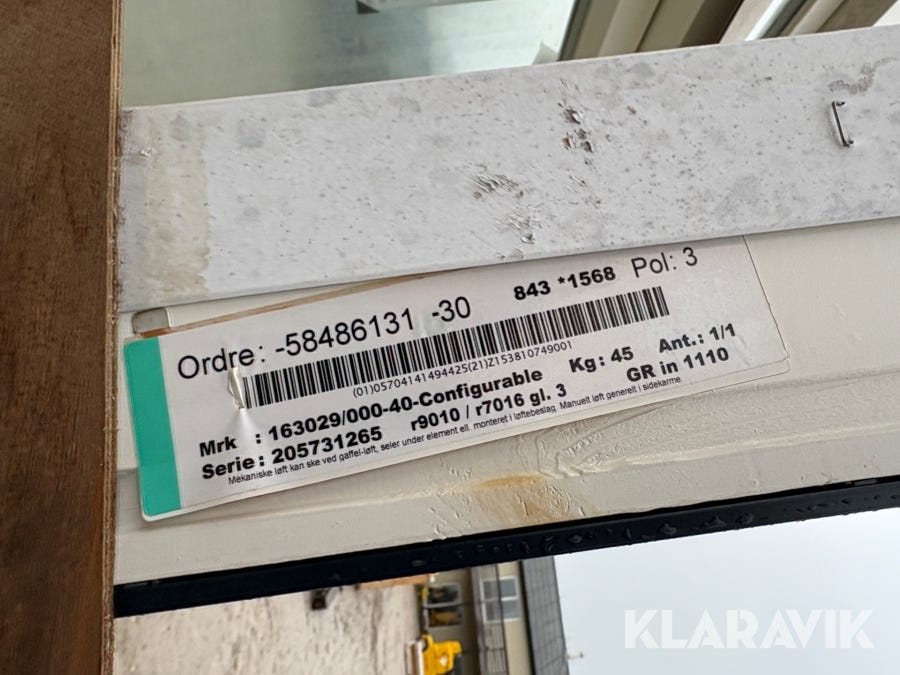 Ordre: -58486131 -30 843 *1568 Pol: 3
(01)05704141494425(21)Z153810749001
Mrk : 163029/000-40-Configurable Kg: 45 Ant.: 1/1
Serie: 205731265 r9010 / r7016 gl. 3 GR in 1110
Mekaniske løft kan ske ved gaffel-løft, seler under element ell. monteret i løftebeslag. Manuelt løft generelt i sidekarme
KLARAVIK